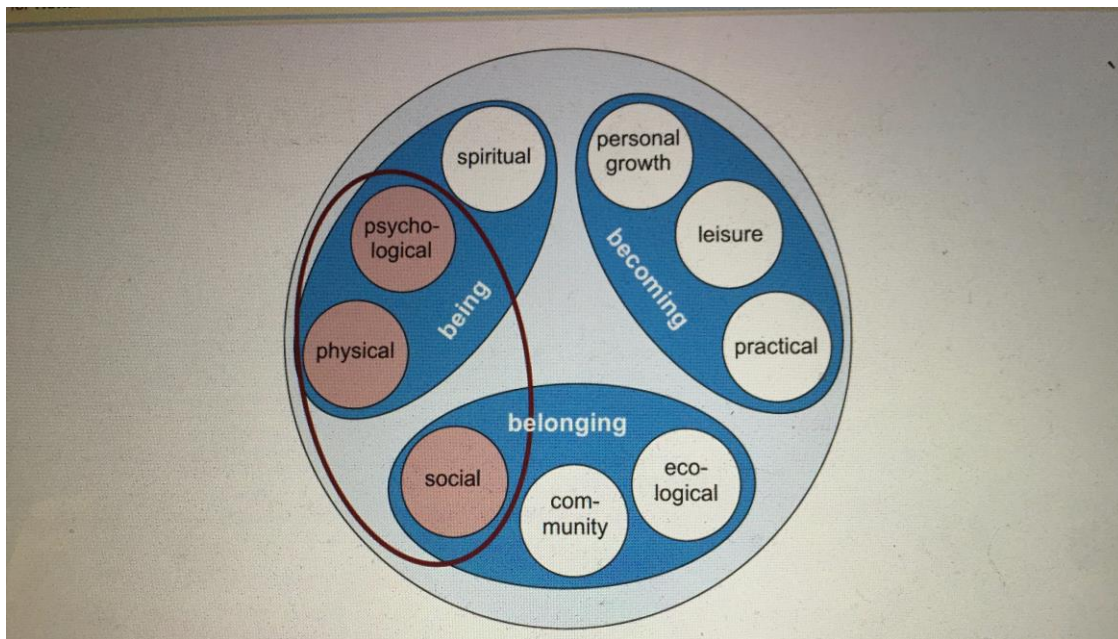 spiritual
psycho-
logical
physical
being
personal
growth
leisure
practical
becoming
belonging
social
com-
munity
eco-
logical